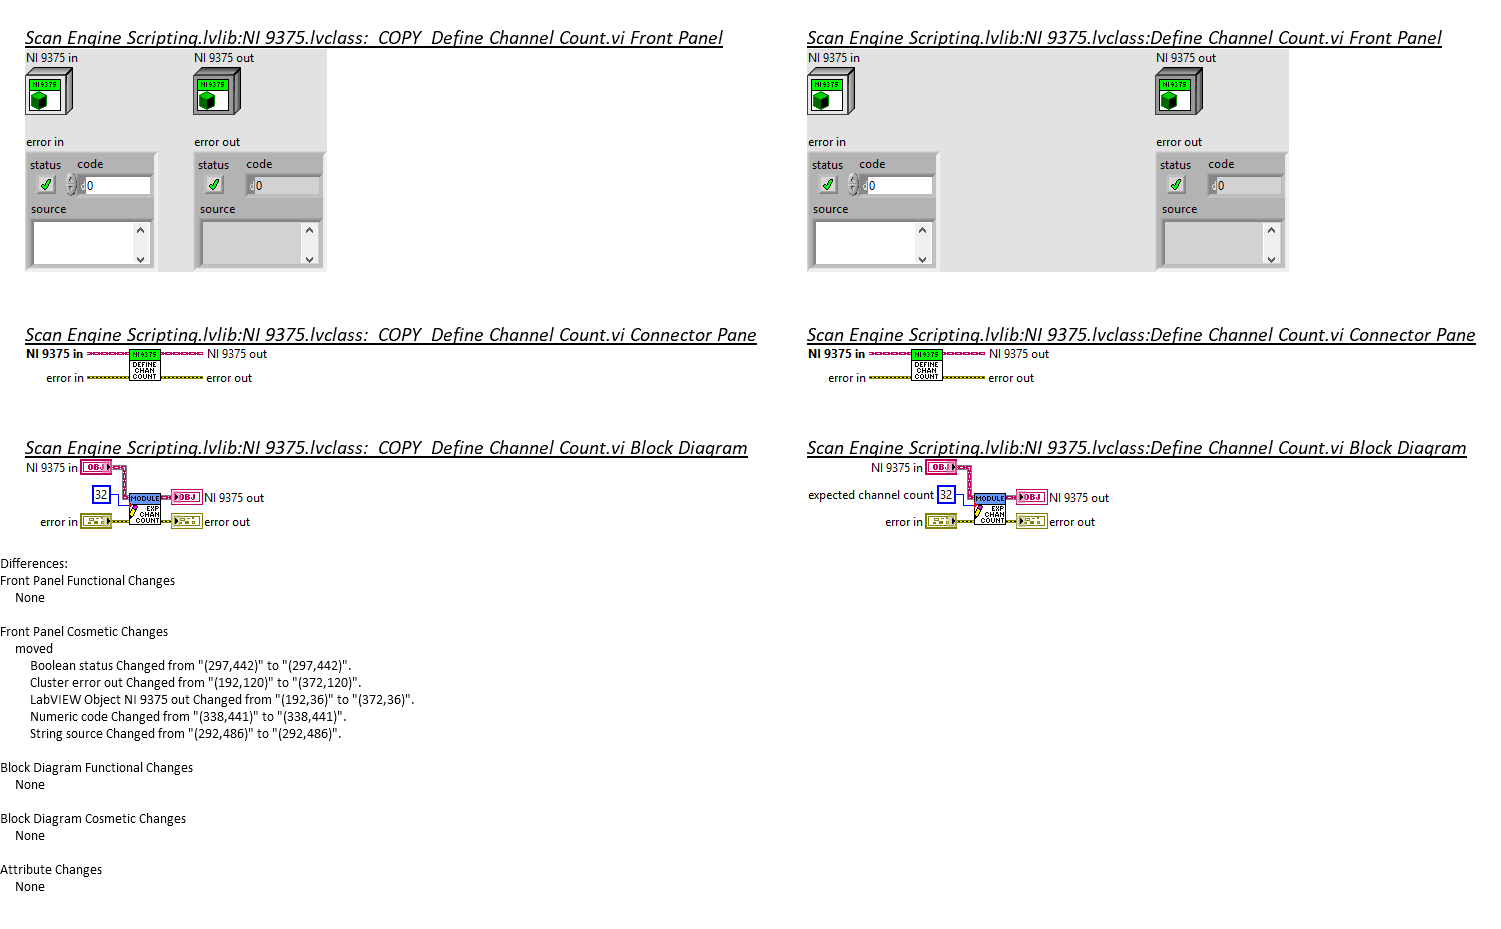 Scan Engine Scripting.lvlib:NI 9375.lvclass:  COPY  Define Channel Count.vi Front Panel
NI 9375 in
NI 9375 out
NI 9375
NI 9375
error in
error out
status
code
status
code
0
0
source
source
Scan Engine Scripting.lvlib:NI 9375.lvclass:Define Channel Count.vi Front Panel
NI 9375 in
NI 9375 out
NI 9375
NI 9375
error in
error out
status
code
status
code
d0
d0
source
source
Scan Engine Scripting.lvlib:NI 9375.lvclass:  COPY  Define Channel Count.vi Connector Pane
NI 9375 in
NI 9375
NI 9375 out
DEFINE
CHAN
COUNT
error in
error out
Scan Engine Scripting.lvlib:NI 9375.lvclass:Define Channel Count.vi Connector Pane
NI 9375 in
NI 9375
NI 9375 out
DEFINE
CHAN
COUNT
error in
error out
Scan Engine Scripting.lvlib:NI 9375.lvclass:  COPY  Define Channel Count.vi Block Diagram
NI 9375 in
OBJ
32
MODULE
OBJ
NI 9375 out
EXP
CHAN
COUNT
error in
error out
Scan Engine Scripting.lvlib:NI 9375.lvclass:Define Channel Count.vi Block Diagram
NI 9375 in
OBJ
expected channel count
32
MODULE
OBJ
NI 9375 out
EXP
CHAN
COUNT
error in
error out
Differences:
Front Panel Functional Changes
None
Front Panel Cosmetic Changes
moved
Boolean status Changed from "(297,442)" to "(297,442)".
Cluster error out Changed from "(192,120)" to "(372,120)".
LabVIEW Object NI 9375 out Changed from "(192,36)" to "(372,36)".
Numeric code Changed from "(338,441)" to "(338,441)".
String source Changed from "(292,486)" to "(292,486)".
Block Diagram Functional Changes
None
Block Diagram Cosmetic Changes
None
Attribute Changes
None